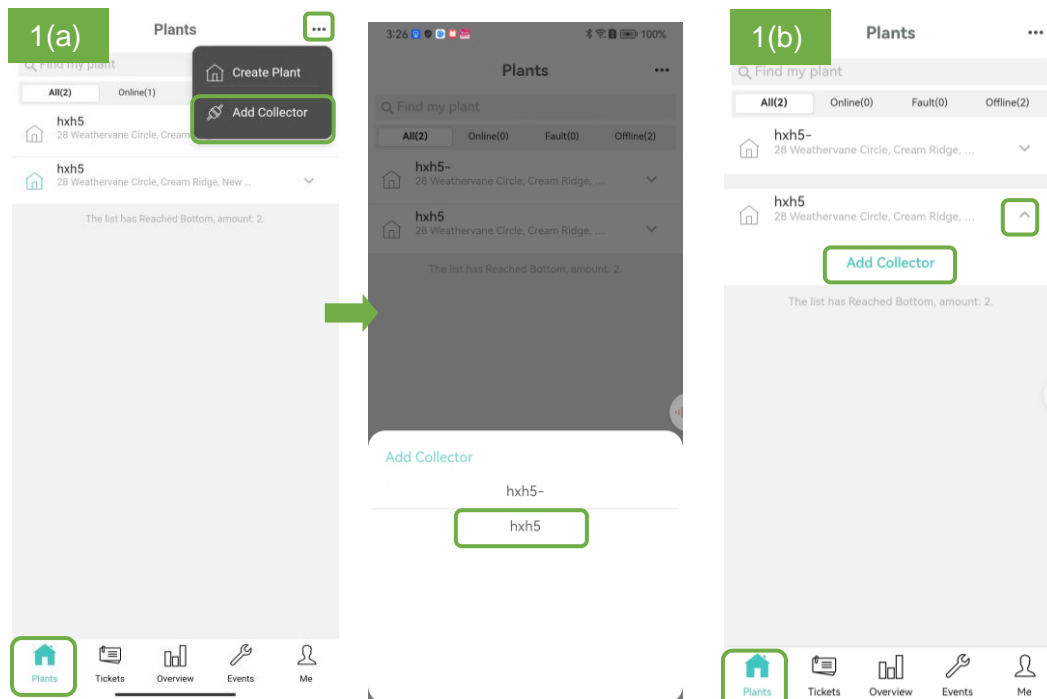 1(a)
Plants
...
Find my plant
Create Plant
Add Collector
All(2) Online(1)
hxh5
28 Weathervane Circle, Cream
hxh5
28 Weathervane Circle, Cream Ridge, New ...
The list has Reached Bottom, amount: 2.
Plants Tickets Overview Events Me
3:26 100%
Plants
...
Find my plant
All(2) Online(0) Fault(0) Offline(2)
hxh5-
28 Weathervane Circle, Cream Ridge, ...
hxh5
28 Weathervane Circle, Cream Ridge, ...
The list has Reached Bottom, amount: 2.
Add Collector
hxh5-
hxh5
1(b)
Plants
...
Find my plant
All(2) Online(0) Fault(0) Offline(2)
hxh5-
28 Weathervane Circle, Cream Ridge, ...
hxh5
28 Weathervane Circle, Cream Ridge, ...
Add Collector
The list has Reached Bottom, amount: 2.
Plants Tickets Overview Events Me